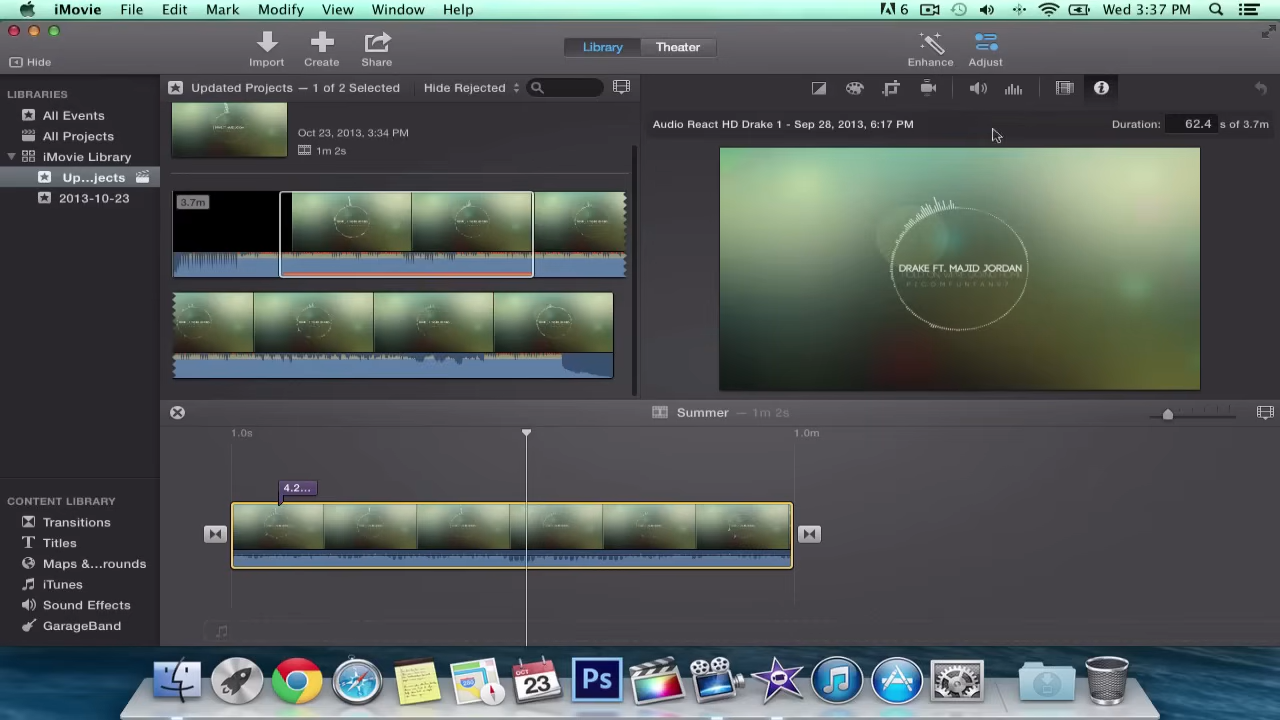 iMovie File Edit Mark Modify View Window Help
6 Wed 3:37 PM
Hide
Import Create Share
Library Theater
Enhance Adjust
LIBRARIES
All Events
All Projects
iMovie Library
Up...jects
2013-10-23
Updated Projects — 1 of 2 Selected Hide Rejected
Oct 23, 2013, 3:34 PM
1m 2s
3.7m
Audio React HD Drake 1 - Sep 28, 2013, 6:17 PM Duration: 62.4 s of 3.7m
DRAKE FT. MAJID JORDAN
Summer — 1m 2s
1.0s 1.0m
4.2...
CONTENT LIBRARY
Transitions
Titles
Maps &...rounds
iTunes
Sound Effects
GarageBand
OCT
23
Ps